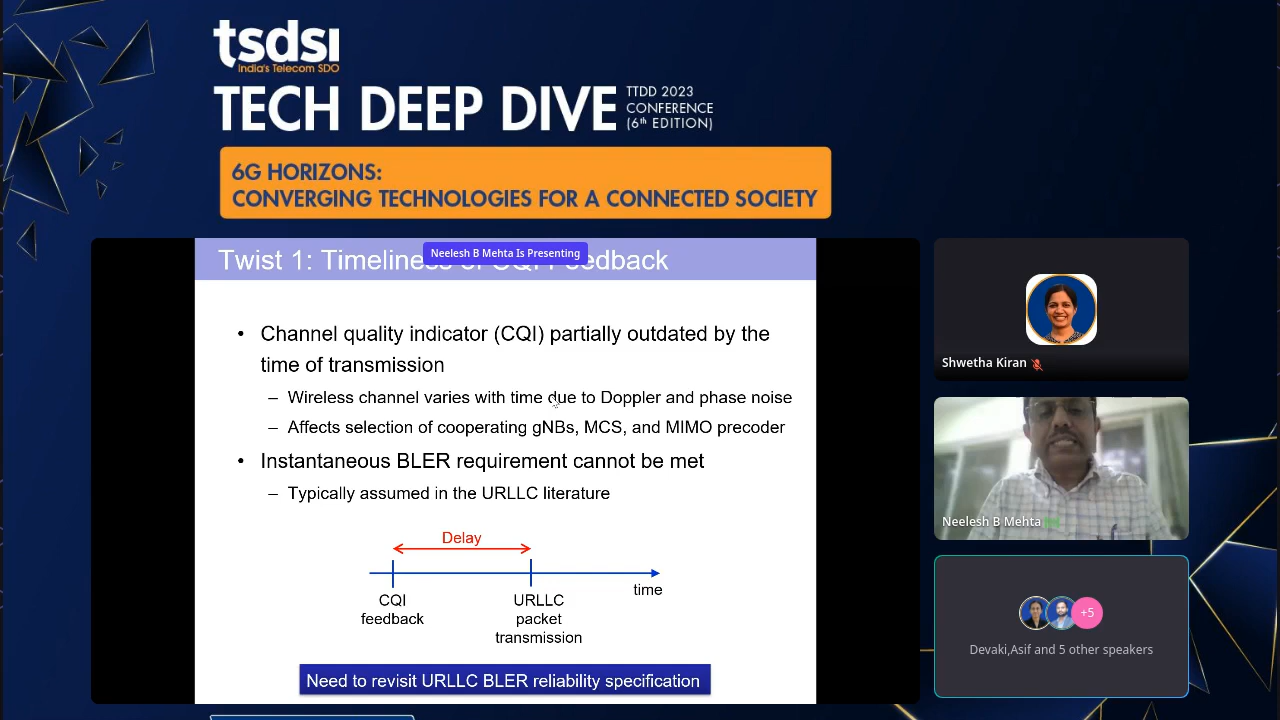 tsdsi
India's Telecom SDO
TECH DEEP DIVE
TTDD 2023
CONFERENCE
(6th EDITION)
6G HORIZONS:
CONVERGING TECHNOLOGIES FOR A CONNECTED SOCIETY
Twist 1: Timeliness of CQI Feedback
Neelesh B Mehta Is Presenting
• Channel quality indicator (CQI) partially outdated by the
time of transmission
– Wireless channel varies with time due to Doppler and phase noise
– Affects selection of cooperating gNBs, MCS, and MIMO precoder
• Instantaneous BLER requirement cannot be met
– Typically assumed in the URLLC literature
Delay
time
CQI
feedback
URLLC
packet
transmission
Need to revisit URLLC BLER reliability specification
Shwetha Kiran
Neelesh B Mehta
+5
Devaki,Asif and 5 other speakers